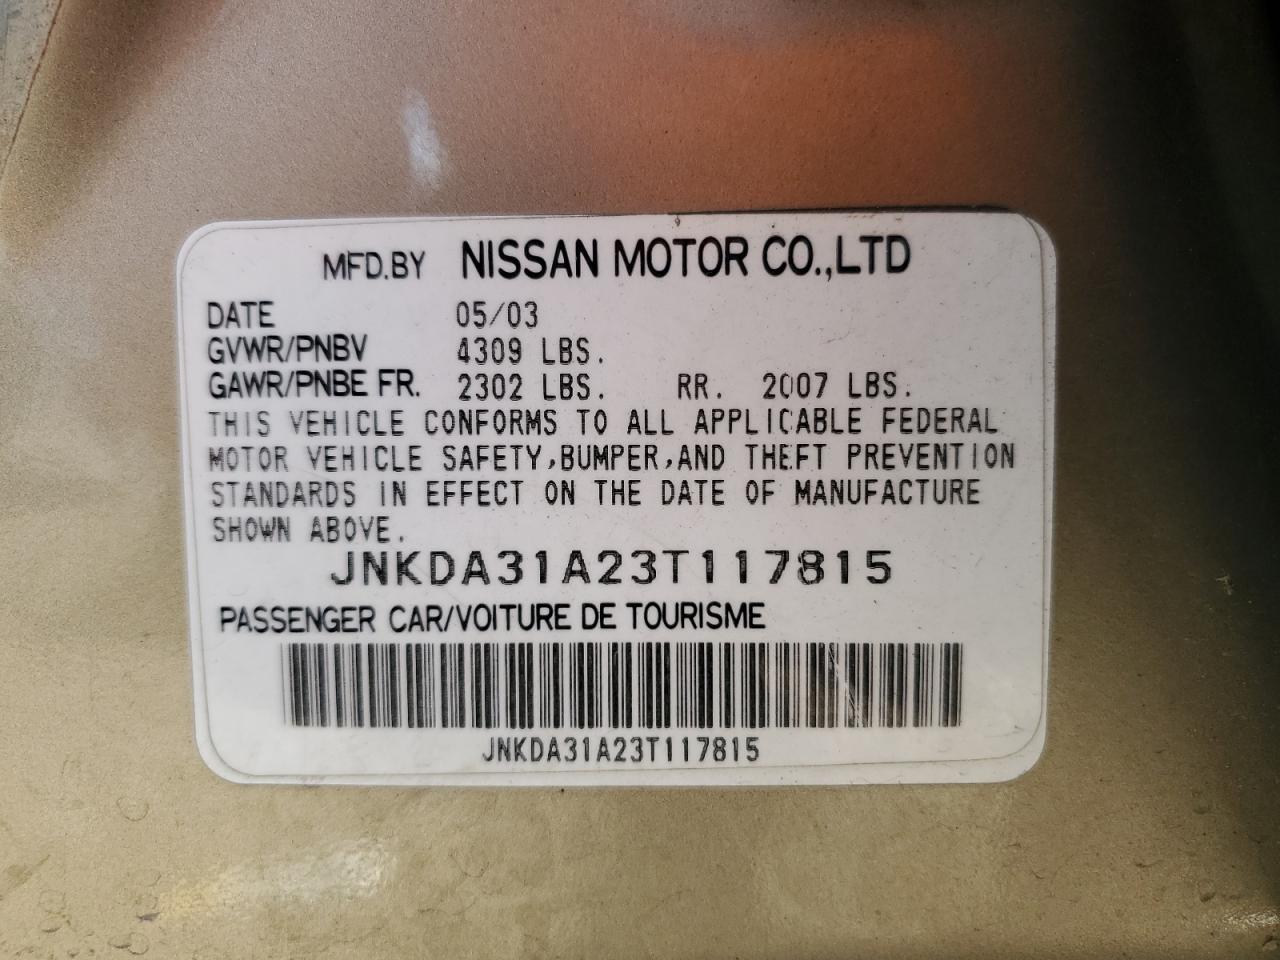 MFD.BY NISSAN MOTOR CO.,LTD
DATE 05/03
GVWR/PNBV 4309 LBS.
GAWR/PNBE FR. 2302 LBS. RR. 2007 LBS.
THIS VEHICLE CONFORMS TO ALL APPLICABLE FEDERAL
MOTOR VEHICLE SAFETY,BUMPER,AND THEFT PREVENTION
STANDARDS IN EFFECT ON THE DATE OF MANUFACTURE
SHOWN ABOVE.
JNKDA31A23T117815
PASSENGER CAR/VOITURE DE TOURISME
JNKDA31A23T117815